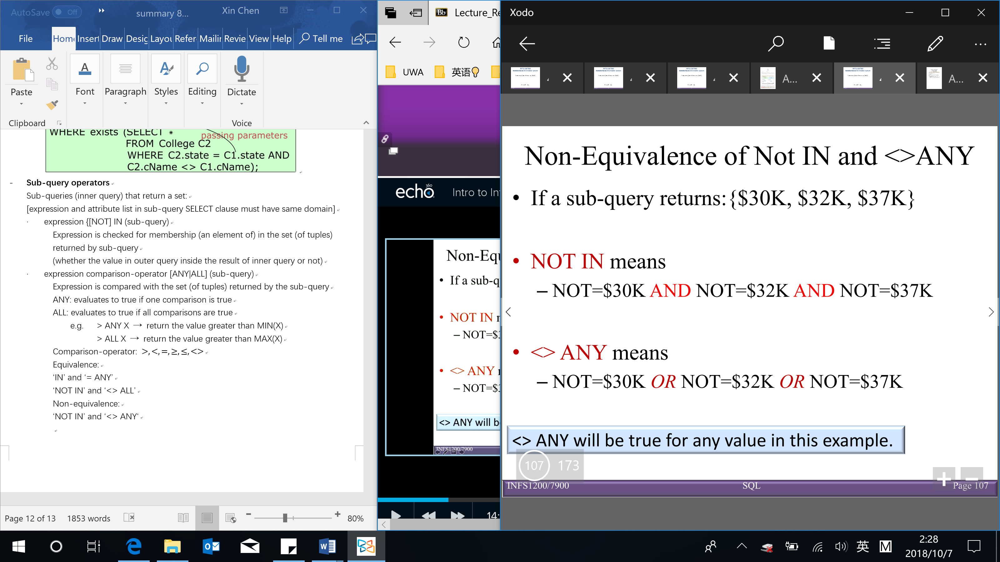 AutoSave
Off
summary 8...
Xin Chen
File
Insert
Draw
View
Help
Tell me
Paste
Font
Paragraph
Styles
Editing
Dictate
Clipboard
Voice
WHERE exists (SELECT *
passing parameters
FROM College C2
WHERE C2.state = C1.state AND
C2.cName <> C1.cName);
- Sub-query operators
Sub-queries (inner query) that return a set:
[expression and attribute list in sub-query SELECT clause must have same domain]
· expression {[NOT] IN (sub-query)
Expression is checked for membership (an element of) in the set (of tuples)
returned by sub-query
(whether the value in outer query inside the result of inner query or not)
· expression comparison-operator [ANY|ALL] (sub-query)
Expression is compared with the set (of tuples) returned by the sub-query
ANY: evaluates to true if one comparison is true
ALL: evaluates to true if all comparisons are true
e.g. > ANY X → return the value greater than MIN(X)
> ALL X → return the value greater than MAX(X)
Comparison-operator: >,<,=,≥,≤,<>
Equivalence:
‘IN’ and ‘= ANY’
‘NOT IN’ and ‘<> ALL’
Non-equivalence:
‘NOT IN’ and ‘<> ANY‘
Page 12 of 13
1853 words
80%
Bb
Lecture_Re
UWA
英语
echo 360
Intro to In
Non-Equ
• If a sub-q
• NOT IN
– NOT=$3
• <> ANY
– NOT=$3
<> ANY will b
INFS1200/7900
14:
Xodo
A...
A...
Non-Equivalence of Not IN and <>ANY
• If a sub-query returns:{$30K, $32K, $37K}
• NOT IN means
– NOT=$30K AND NOT=$32K AND NOT=$37K
• <> ANY means
– NOT=$30K OR NOT=$32K OR NOT=$37K
<> ANY will be true for any value in this example.
107 173
INFS1200/7900
SQL
Page 107
英
M
2:28
2018/10/7